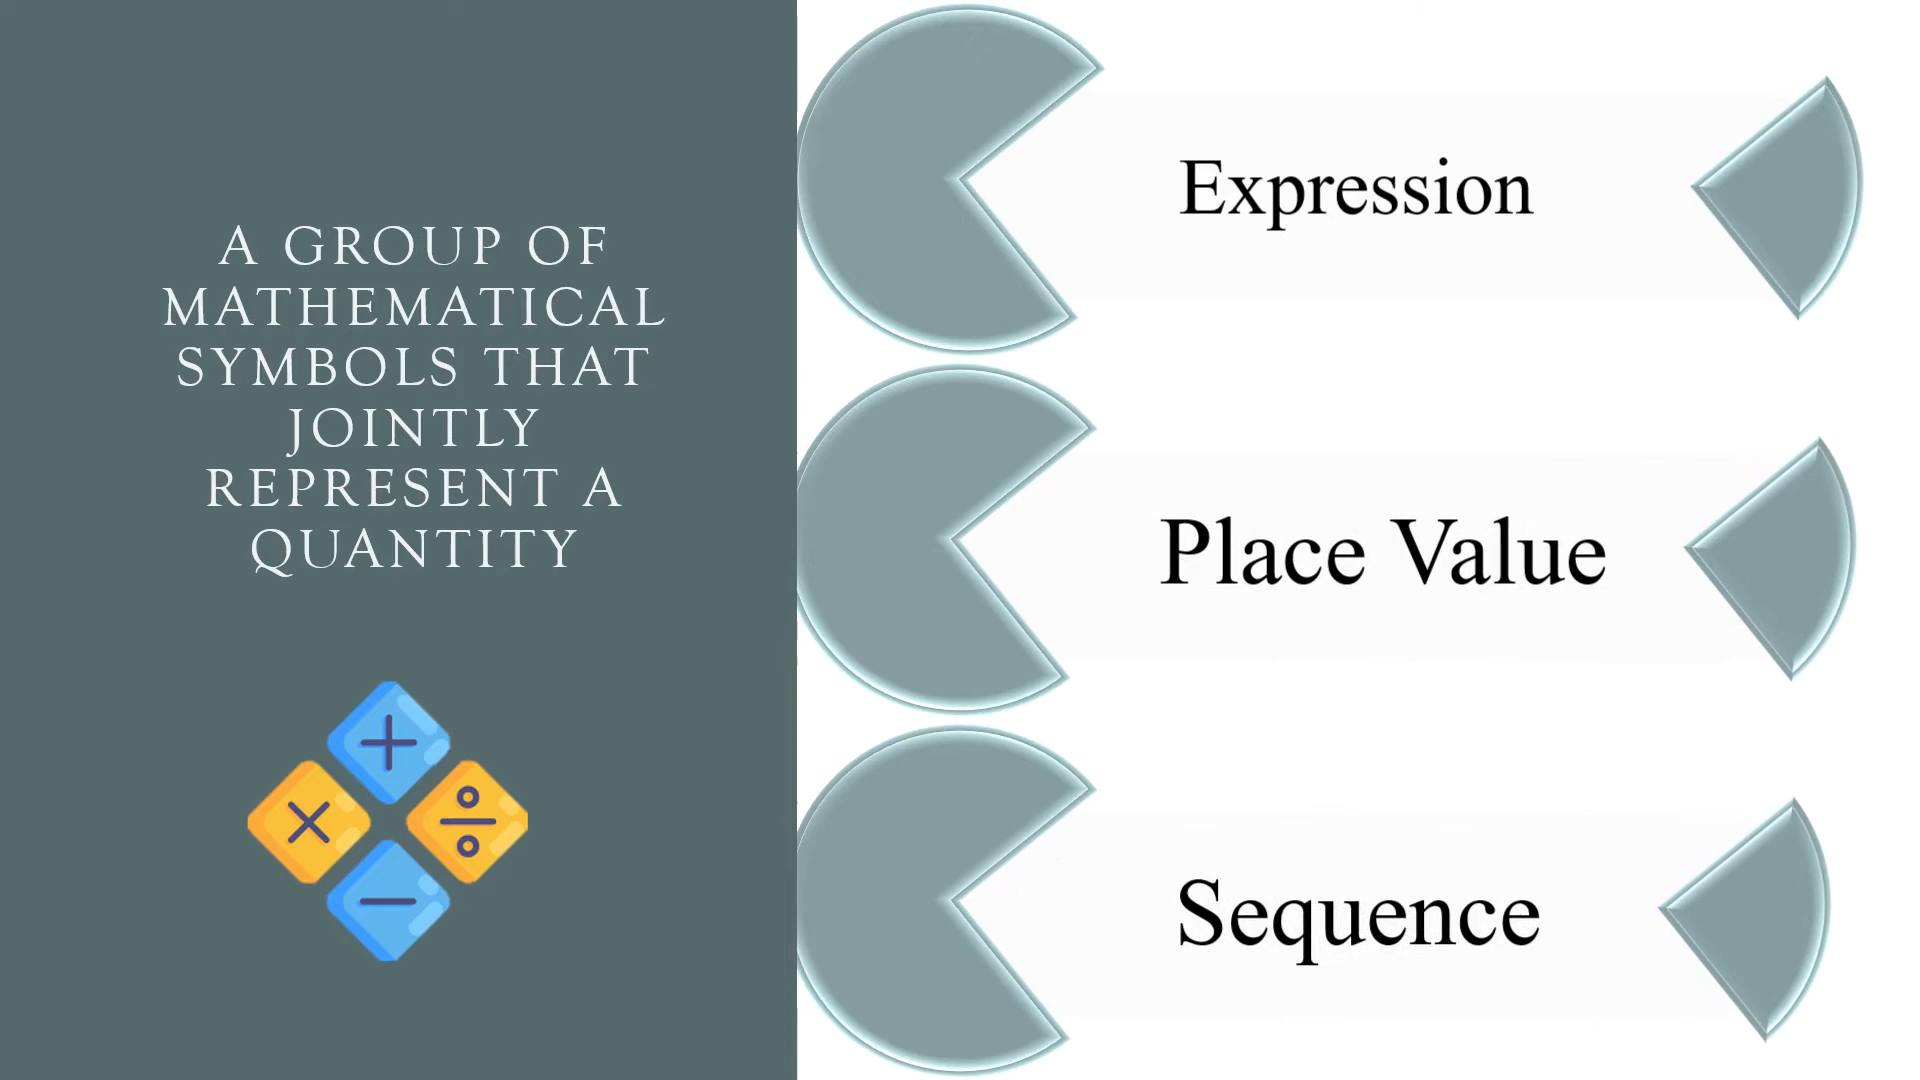 A GROUP OF
MATHEMATICAL
SYMBOLS THAT
JOINTLY
REPRESENT A
QUANTITY
+
×
÷
−
Expression
Place Value
Sequence